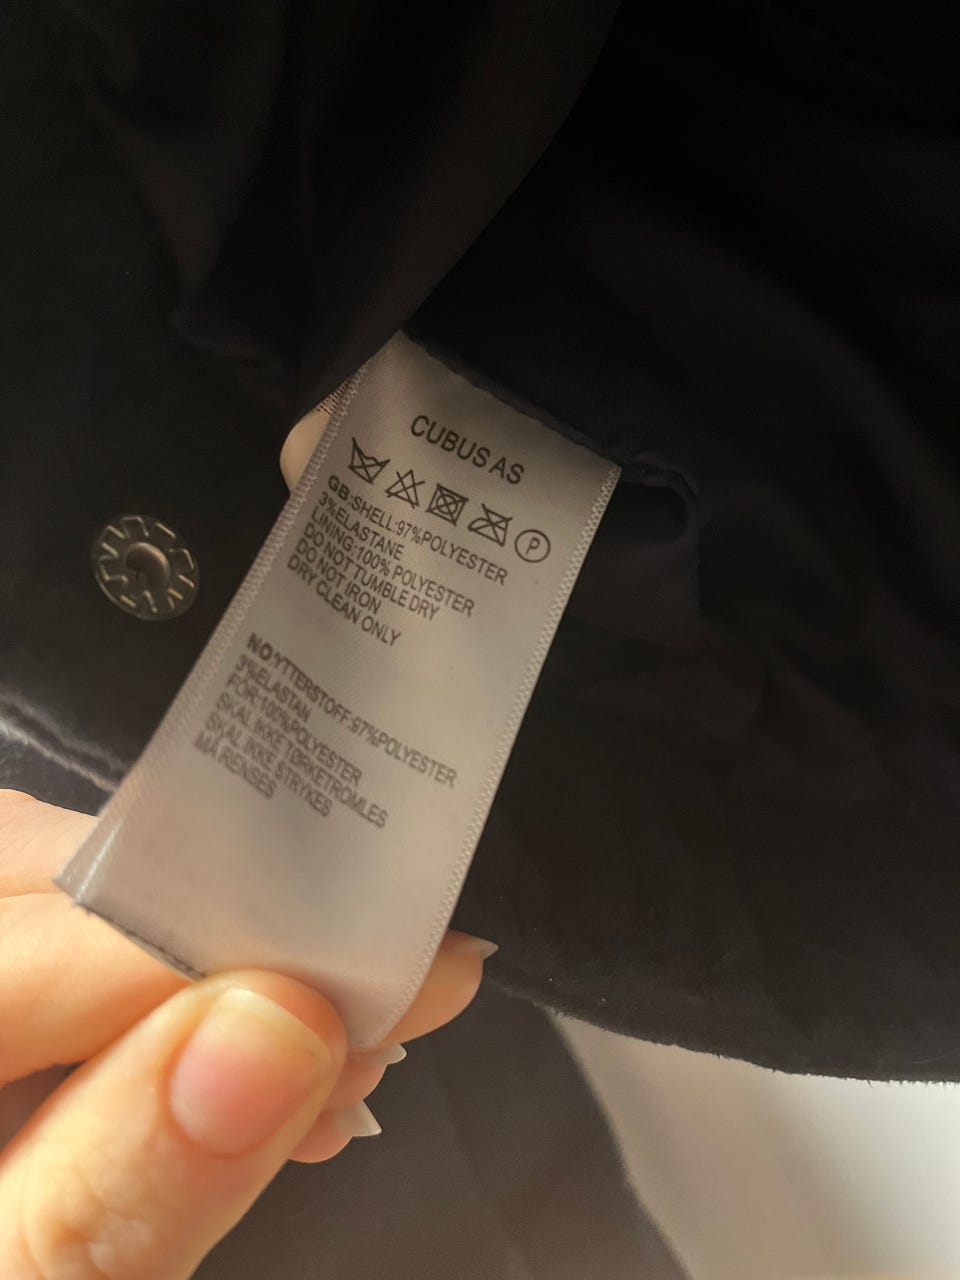 CUBUS AS
P
GB:SHELL:97%POLYESTER
3%ELASTANE
LINING:100% POLYESTER
DO NOT TUMBLE DRY
DO NOT IRON
DRY CLEAN ONLY
NO:YTTERSTOFF:97%POLYESTER
3%ELASTAN
FÔR:100%POLYESTER
SKAL IKKE TØRKETROMLES
SKAL IKKE STRYKES
MÅ RENSES